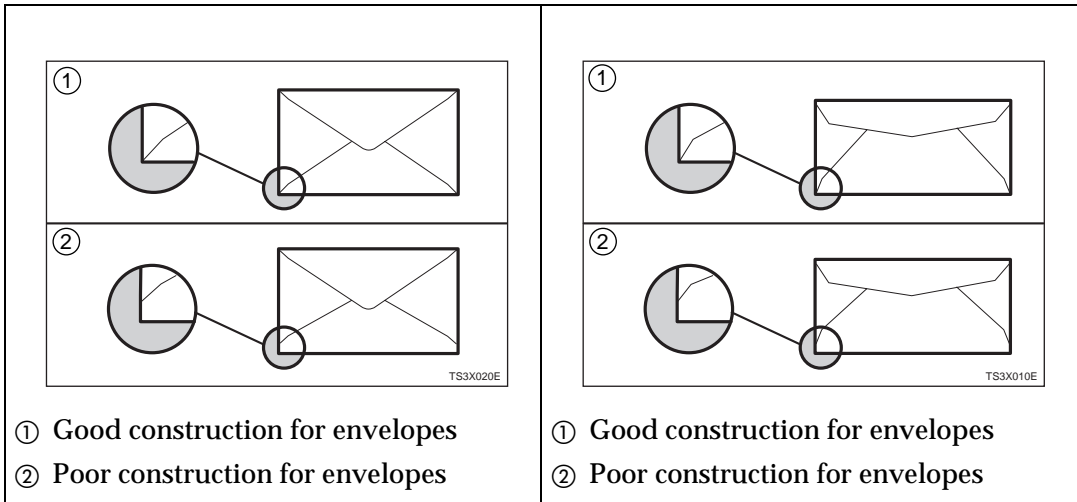 ①
②
TS3X020E
① Good construction for envelopes
② Poor construction for envelopes
①
②
TS3X010E
① Good construction for envelopes
② Poor construction for envelopes